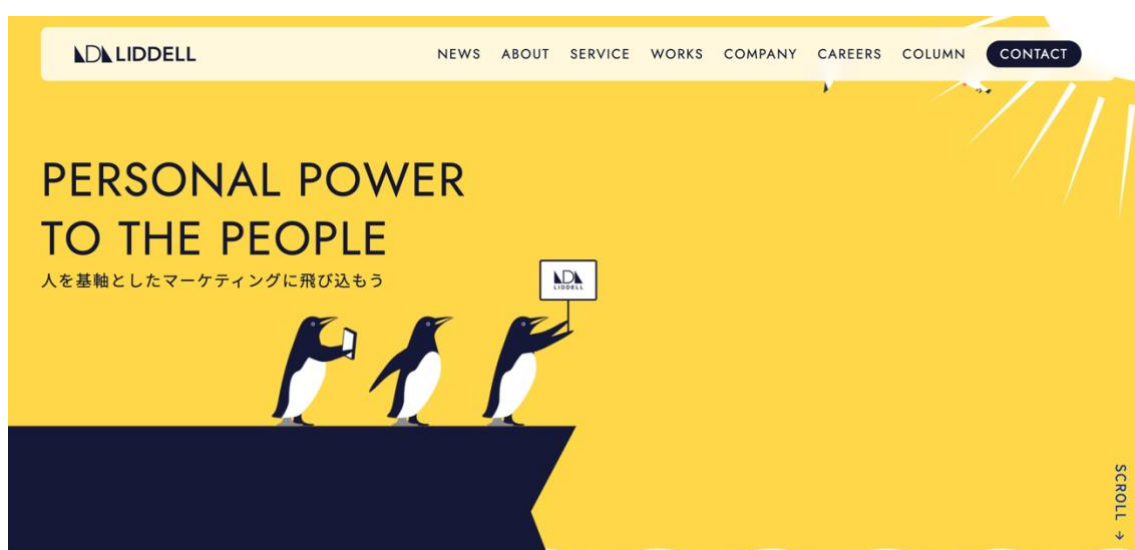 LIDDELL
NEWS ABOUT SERVICE WORKS COMPANY CAREERS COLUMN CONTACT
PERSONAL POWER
TO THE PEOPLE
人を基軸としたマーケティングに飛び込もう
LIDDELL
SCROLL →